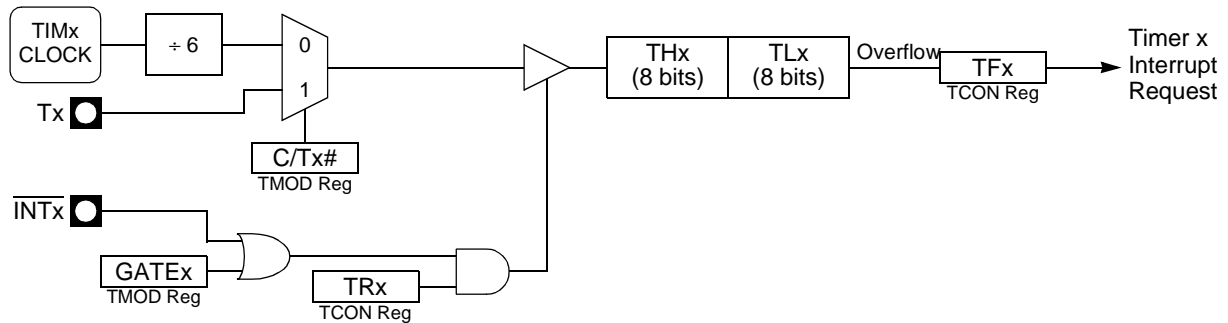 TIMx
CLOCK
÷ 6
0
1
THx
(8 bits)
TLx
(8 bits)
Overflow
TFx
TCON Reg
Timer x
Interrupt
Request
Tx
C/Tx#
TMOD Reg
INTx
GATEx
TMOD Reg
TRx
TCON Reg